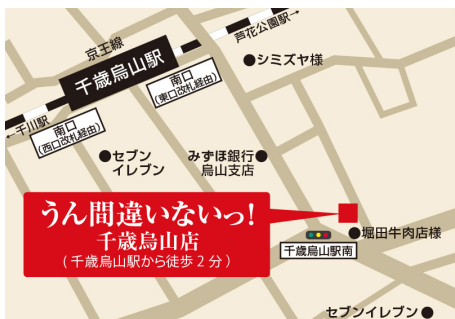 京王線
芦花公園駅→
千歳烏山駅
シミズヤ様
南口
(東口改札経由)
←千川駅
南口
(西口改札経由)
セブン
イレブン
みずほ銀行
烏山支店
うん間違いないっ!
千歳烏山店
(千歳烏山駅から徒歩2分)
堀田牛肉店様
千歳烏山駅南
セブンイレブン